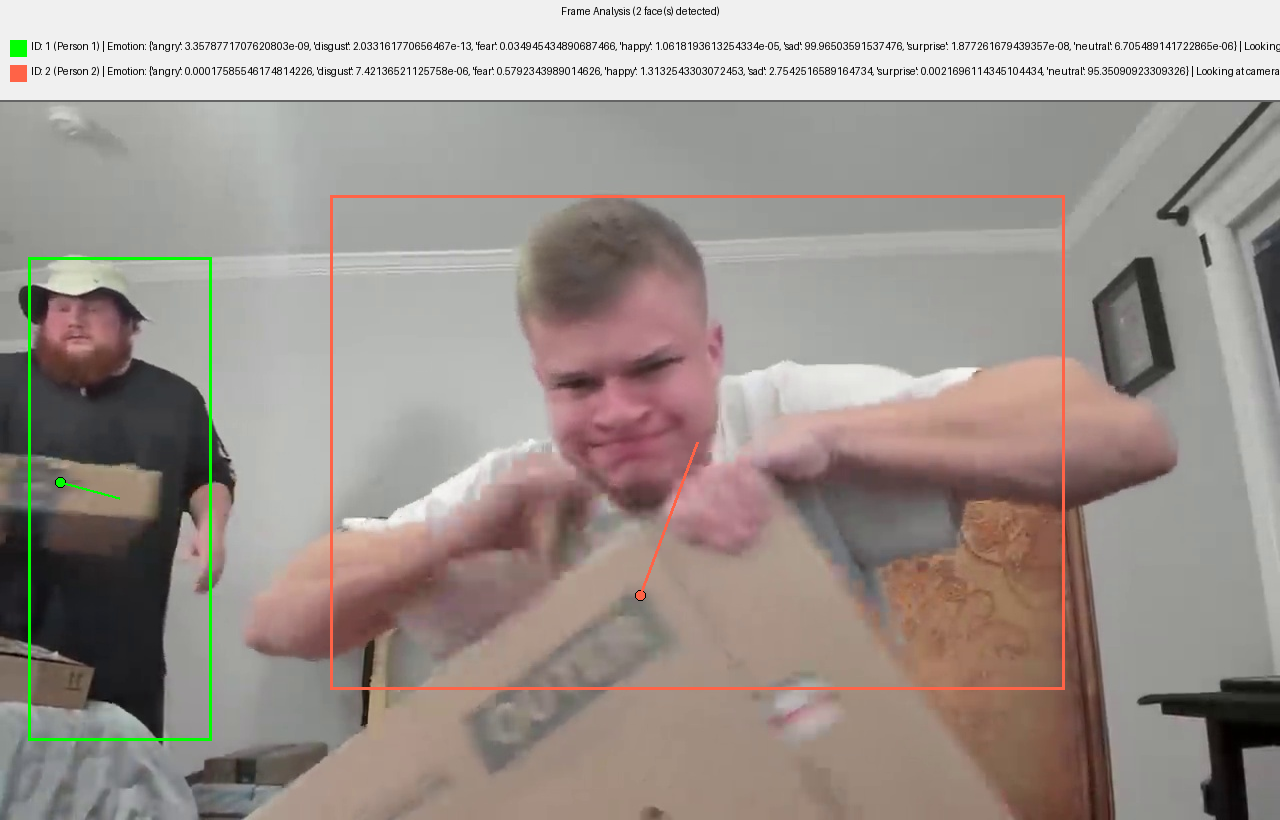 Frame Analysis (2 face(s) detected)
ID: 1 (Person 1) | Emotion: {'angry': 3.3578771707620803e-09, 'disgust': 2.033161770656467e-13, 'fear': 0.034945434890687466, 'happy': 1.0618193613254334e-05, 'sad': 99.96503591537476, 'surprise': 1.877261679439357e-08, 'neutral': 6.705489141722865e-06} | Looking
ID: 2 (Person 2) | Emotion: {'angry': 0.00017585546174814226, 'disgust': 7.42136521125758e-06, 'fear': 0.5792343989014626, 'happy': 1.3132543303072453, 'sad': 2.7542516589164734, 'surprise': 0.0021696114345104434, 'neutral': 95.35090923309326} | Looking at camera